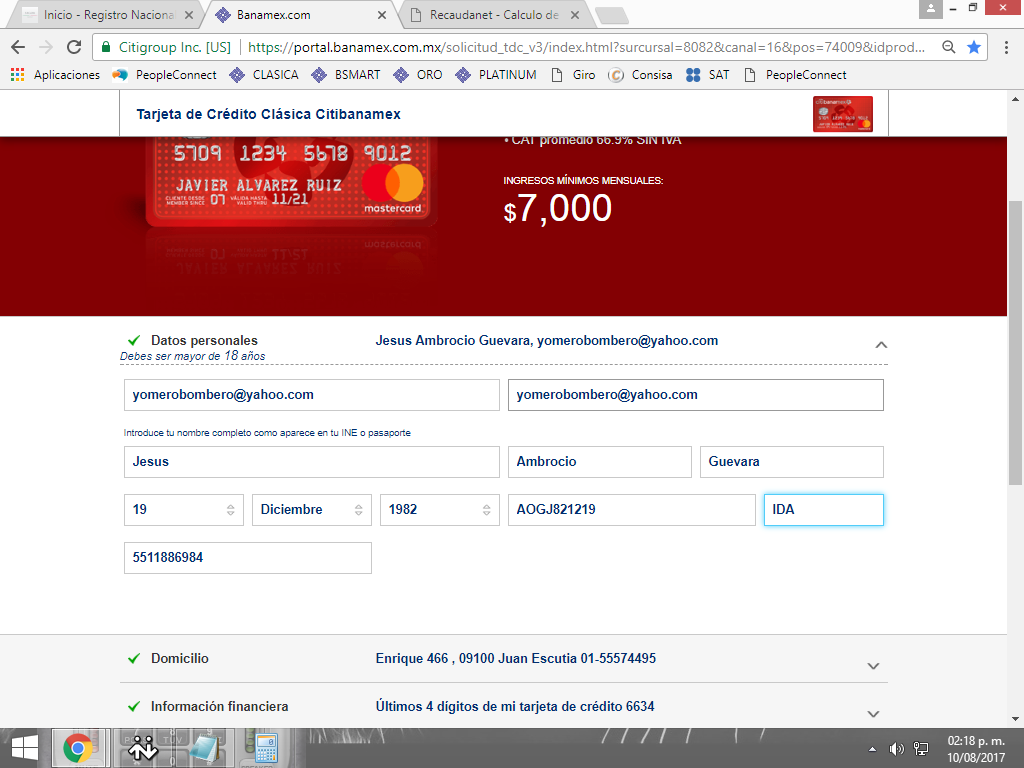 Inicio - Registro Naciona
Banamex.com
Recaudanet - Calculo de
Citigroup Inc. [US] https://portal.banamex.com.mx/solicitud_tdc_v3/index.html?surcursal=8082&canal=16&pos=74009&idprod...
Aplicaciones PeopleConnect CLASICA BSMART ORO PLATINUM Giro Consisa SAT PeopleConnect
Tarjeta de Crédito Clásica Citibanamex
• CAT promedio 66.9% SIN IVA
5709 1234 5678 9012
INGRESOS MÍNIMOS MENSUALES:
JAVIER ALVAREZ RUIZ
$7,000
CLIENTE DESDE 07 VÁLIDA HASTA 11/21
MEMBER SINCE VALID THRU
mastercard
Datos personales Jesus Ambrocio Guevara, yomerobombero@yahoo.com
Debes ser mayor de 18 años
yomerobombero@yahoo.com yomerobombero@yahoo.com
Introduce tu nombre completo como aparece en tu INE o pasaporte
Jesus Ambrocio Guevara
19 Diciembre 1982 AOGJ821219 IDA
5511886984
Domicilio Enrique 466 , 09100 Juan Escutia 01-55574495
Información financiera Últimos 4 dígitos de mi tarjeta de crédito 6634
02:18 p. m.
10/08/2017